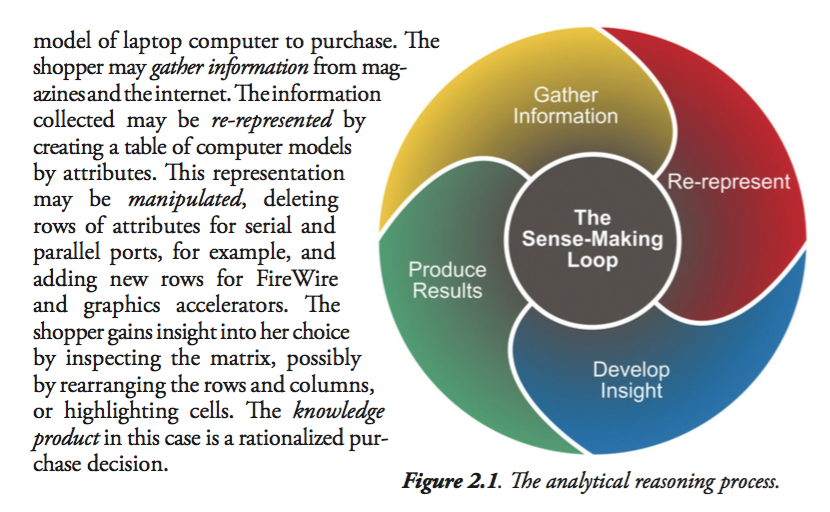 model of laptop computer to purchase. The
shopper may gather information from mag-
azines and the internet. The information
collected may be re-represented by
creating a table of computer models
by attributes. This representation
may be manipulated, deleting
rows of attributes for serial and
parallel ports, for example, and
adding new rows for FireWire
and graphics accelerators. The
shopper gains insight into her choice
by inspecting the matrix, possibly
by rearranging the rows and columns,
or highlighting cells. The knowledge
product in this case is a rationalized pur-
chase decision.
Gather
Information
Re-represent
The
Sense-Making
Loop
Produce
Results
Develop
Insight
Figure 2.1. The analytical reasoning process.